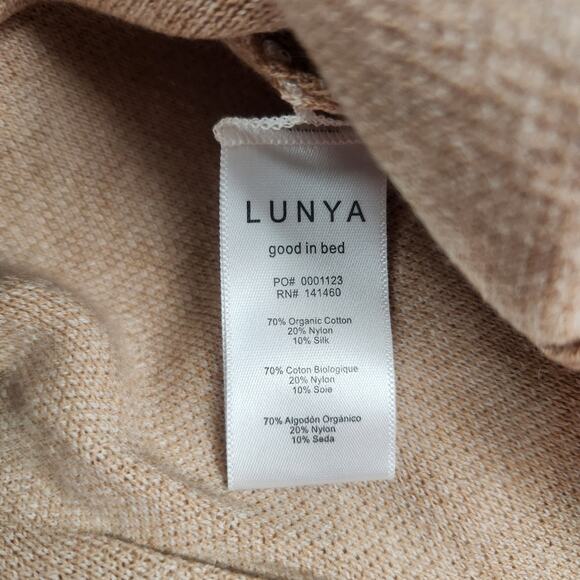 LUNYA
good in bed
PO# 0001123
RN# 141460
70% Organic Cotton
20% Nylon
10% Silk
70% Coton Biologique
20% Nylon
10% Soie
70% Algodón Orgánico
20% Nylon
10% Seda